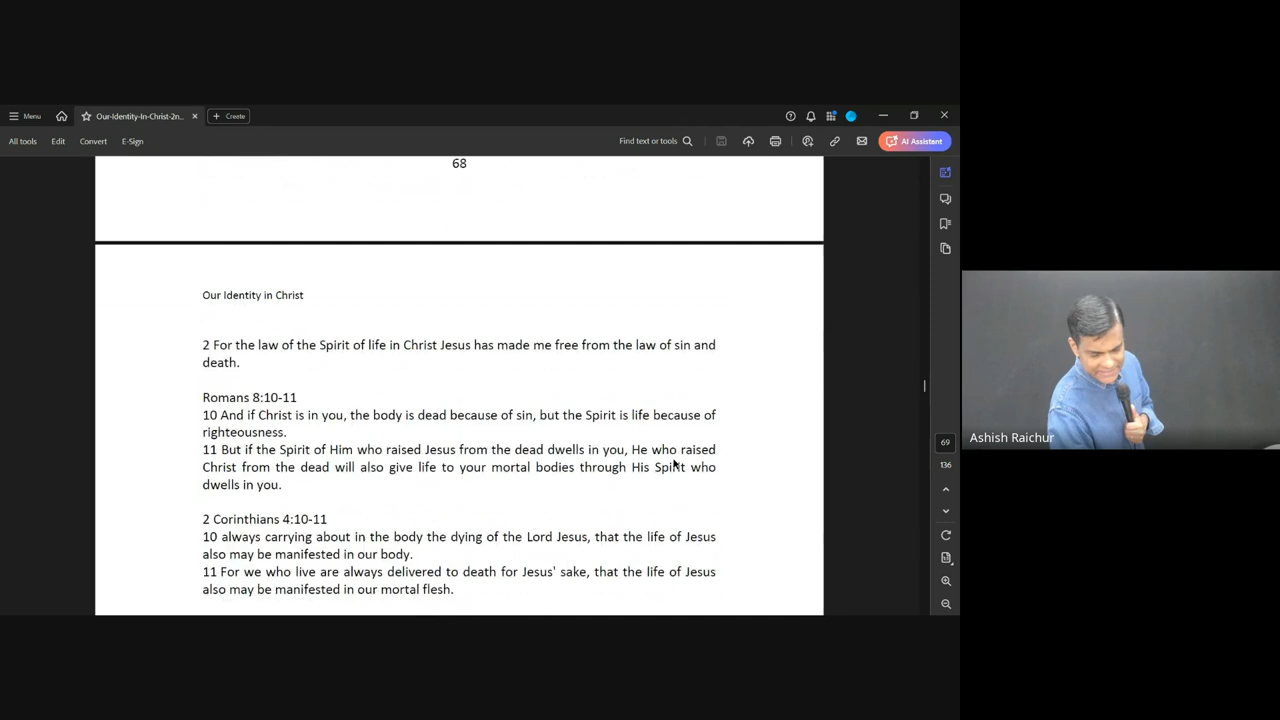 Menu
Our-Identity-In-Christ-2n...
Create
All tools
Edit
Convert
E-Sign
Find text or tools
AI Assistant
68
Our Identity in Christ
2 For the law of the Spirit of life in Christ Jesus has made me free from the law of sin and
death.
Romans 8:10-11
10 And if Christ is in you, the body is dead because of sin, but the Spirit is life because of
righteousness.
11 But if the Spirit of Him who raised Jesus from the dead dwells in you, He who raised
Christ from the dead will also give life to your mortal bodies through His Spirit who
dwells in you.
2 Corinthians 4:10-11
10 always carrying about in the body the dying of the Lord Jesus, that the life of Jesus
also may be manifested in our body.
11 For we who live are always delivered to death for Jesus' sake, that the life of Jesus
also may be manifested in our mortal flesh.
69
136
Ashish Raichur